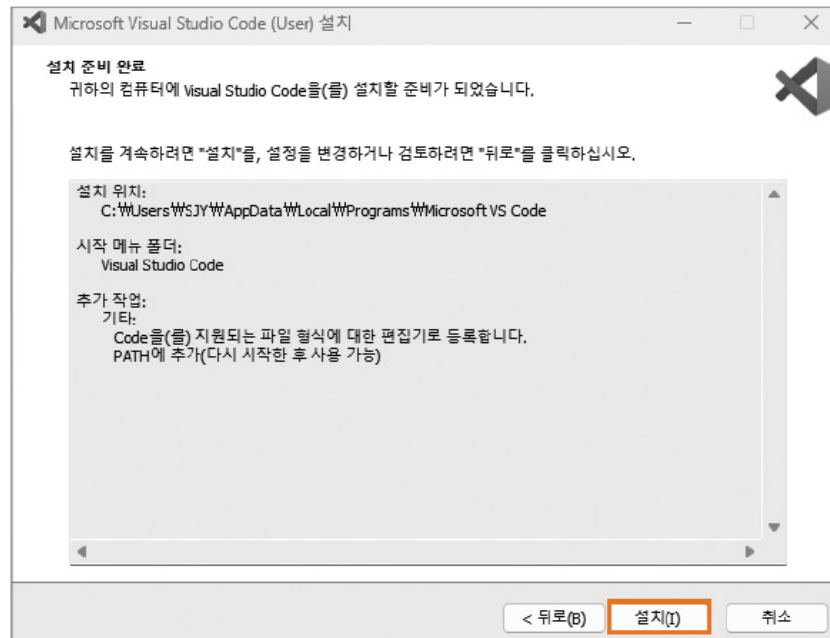 Microsoft Visual Studio Code (User) 설치
설치 준비 완료
귀하의 컴퓨터에 Visual Studio Code을(를) 설치할 준비가 되었습니다.
설치를 계속하려면 "설치"를, 설정을 변경하거나 검토하려면 "뒤로"를 클릭하십시오.
설치 위치:
C:₩Users₩SJY₩AppData₩Local₩Programs₩Microsoft VS Code
시작 메뉴 폴더:
Visual Studio Code
추가 작업:
기타:
Code을(를) 지원되는 파일 형식에 대한 편집기로 등록합니다.
PATH에 추가(다시 시작한 후 사용 가능)
< 뒤로(B) 설치(I) 취소